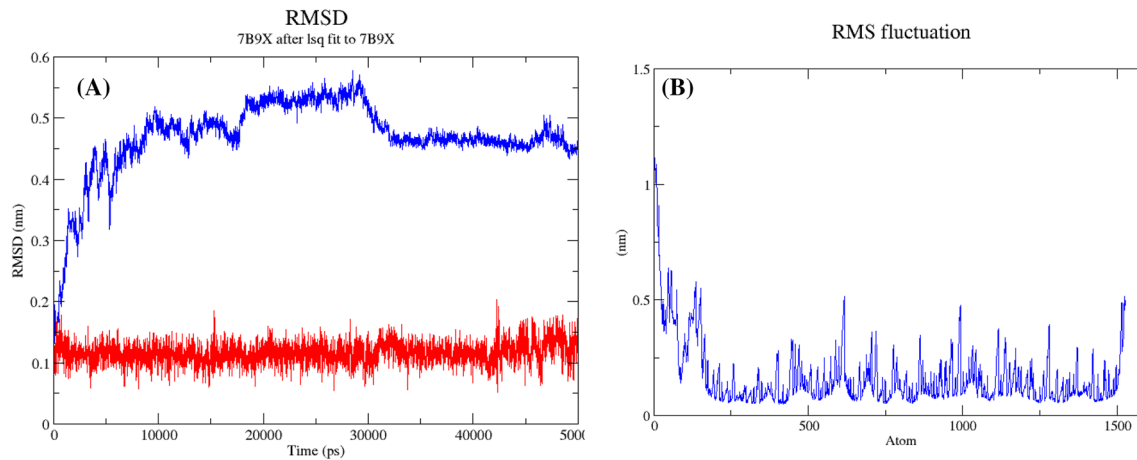 RMSD
7B9X after lsq fit to 7B9X
(A)
RMSD (nm)
0.6
0.5
0.4
0.3
0.2
0.1
0
0
10000
20000
30000
40000
5000
Time (ps)
RMS fluctuation
(B)
(nm)
1.5
1
0.5
0
0
500
1000
1500
Atom